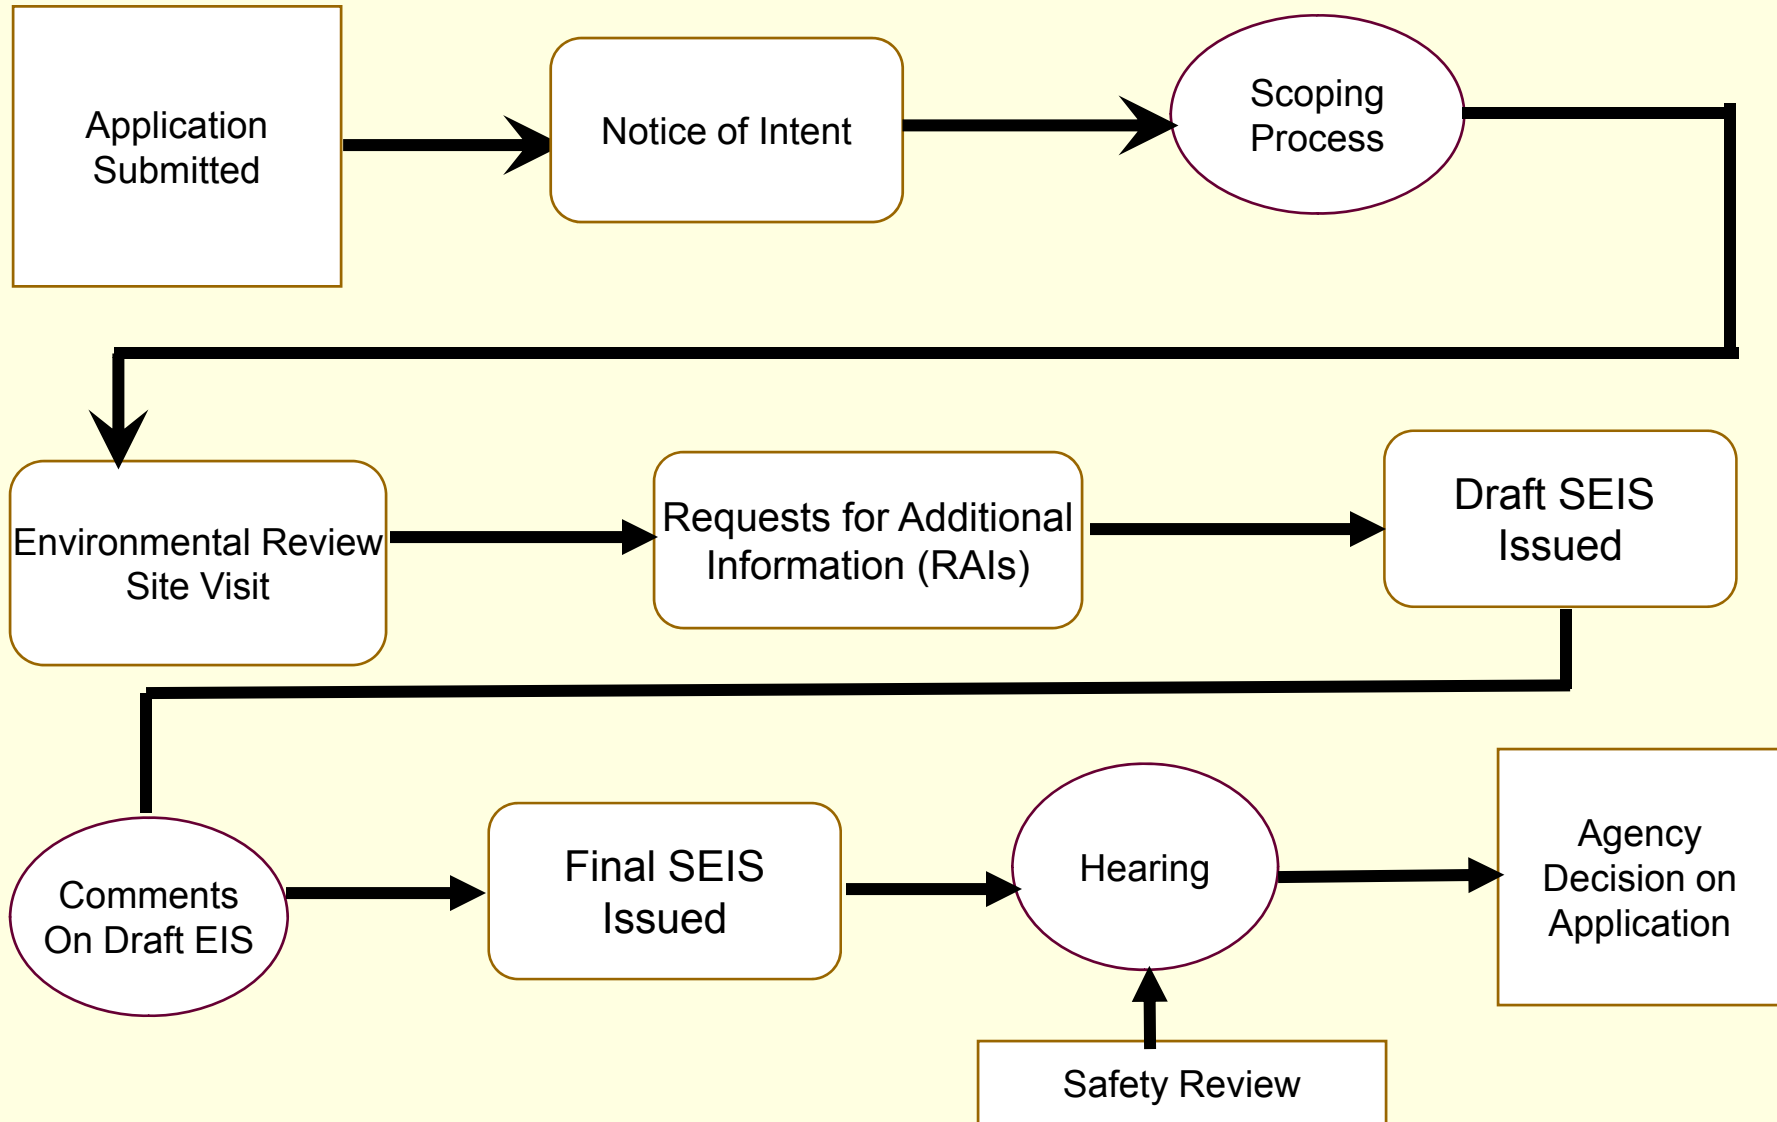 Application
Submitted
Notice of Intent
Scoping
Process
Environmental Review
Site Visit
Requests for Additional
Information (RAIs)
Draft SEIS
Issued
Comments
On Draft EIS
Final SEIS
Issued
Hearing
Agency
Decision on
Application
Safety Review